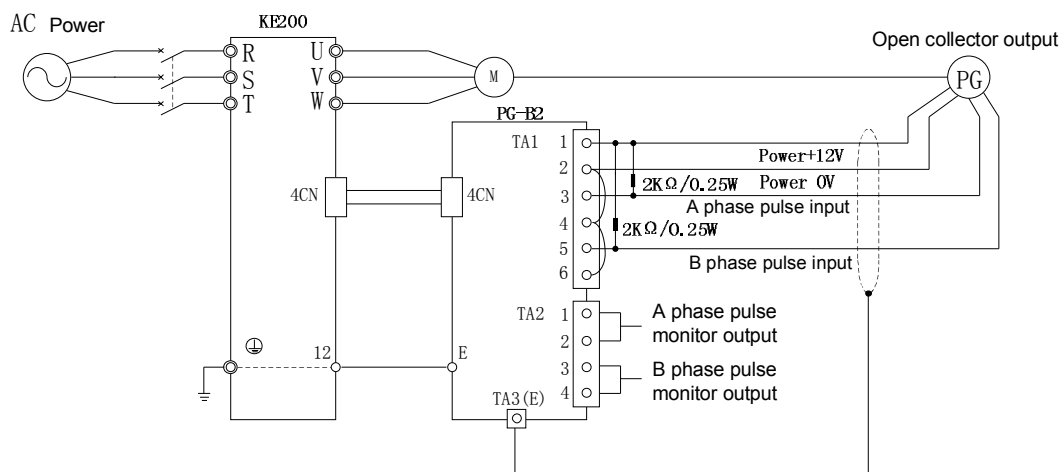 AC Power
KE200
Open collector output
R
S
T
U
V
W
M
PG
PG-B2
TA1
1
2
3
4
5
6
Power+12V
2KΩ/0.25W
Power 0V
A phase pulse input
2KΩ/0.25W
B phase pulse input
4CN
4CN
TA2
1
2
3
4
A phase pulse
monitor output
B phase pulse
monitor output
12
E
TA3(E)